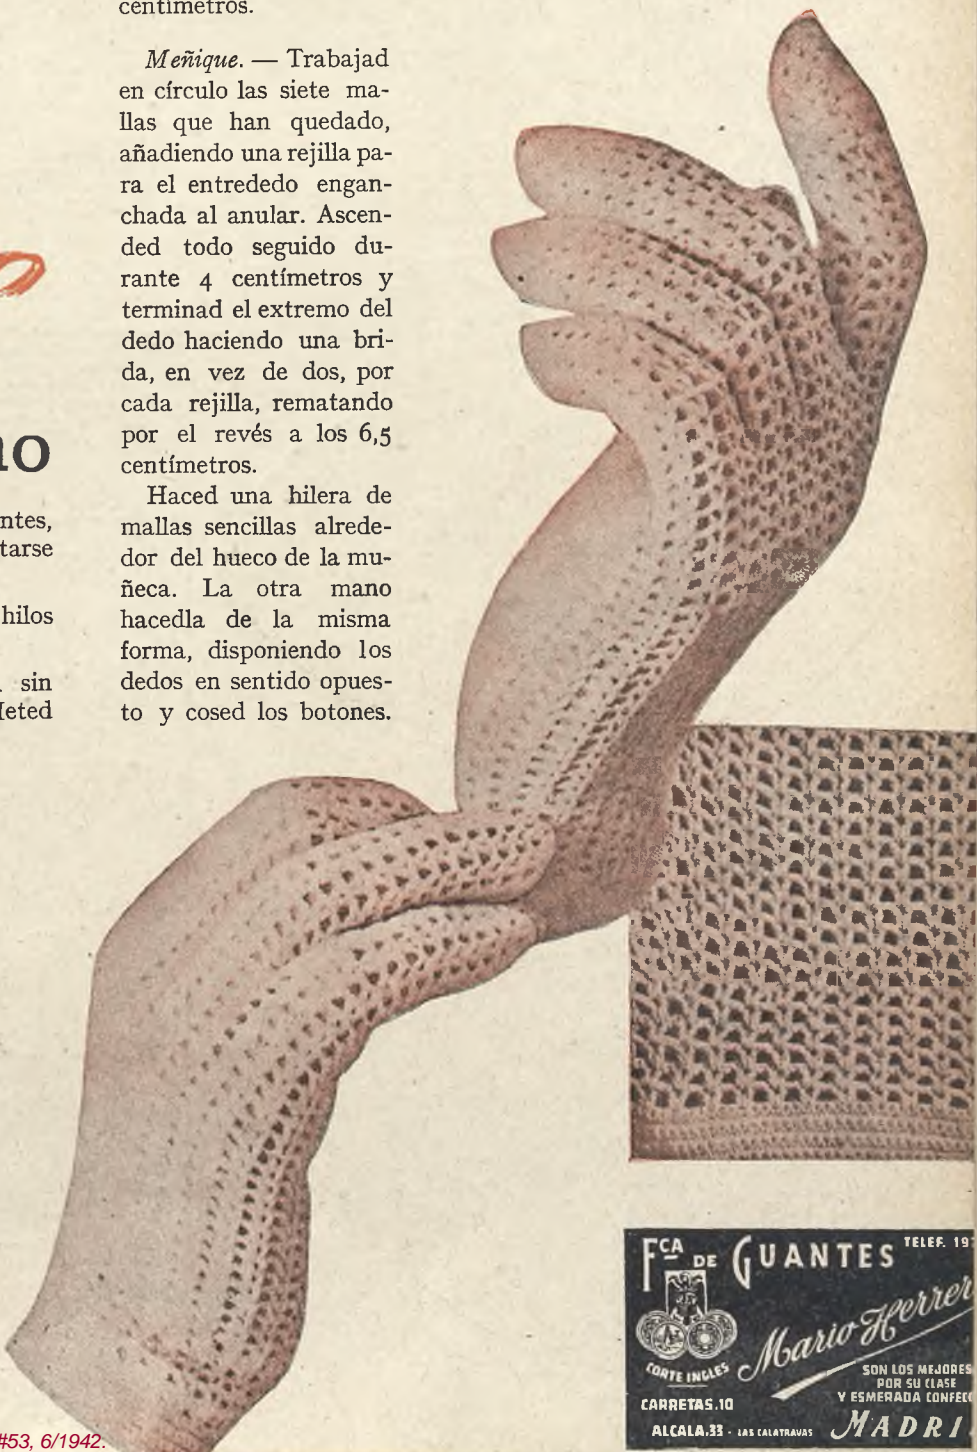 centímetros.
Meñique. — Trabajad
en círculo las siete ma-
llas que han quedado,
añadiendo una rejilla pa-
ra el entrededo engan-
chada al anular. Ascen-
ded todo seguido du-
rante 4 centímetros y
terminad el extremo del
dedo haciendo una bri-
da, en vez de dos, por
cada rejilla, rematando
por el revés a los 6,5
centímetros.
Haced una hilera de
mallas sencillas alrede-
dor del hueco de la mu-
ñeca. La otra mano
hacedla de la misma
forma, disponiendo los
dedos en sentido opues-
to y cosed los botones.
no
ntes,
tarse
hilos
sin
eted
FCA DE GUANTES
TELEF. 19
Mario Herrer
CORTE INGLES
SON LOS MEJORES
POR SU CLASE
Y ESMERADA CONFEC
CARRETAS.10
ALCALA.33 - LAS CALATRAVAS
MADRI
#53, 6/1942.